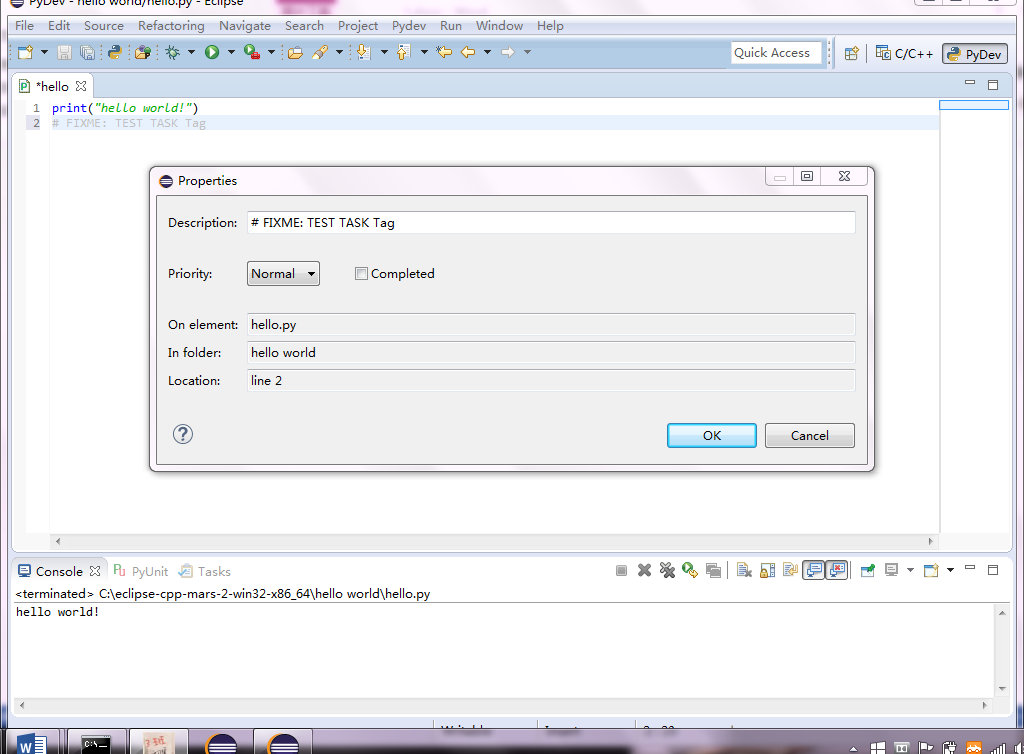 PyDev - hello world/hello.py - Eclipse
File Edit Source Refactoring Navigate Search Project Pydev Run Window Help
Quick Access
C/C++
PyDev
*hello
1 print("hello world!")
2 # FIXME: TEST TASK Tag
Properties
Description: # FIXME: TEST TASK Tag
Priority: Normal Completed
On element: hello.py
In folder: hello world
Location: line 2
OK Cancel
Console PyUnit Tasks
<terminated> C:\eclipse-cpp-mars-2-win32-x86_64\hello world\hello.py
hello world!